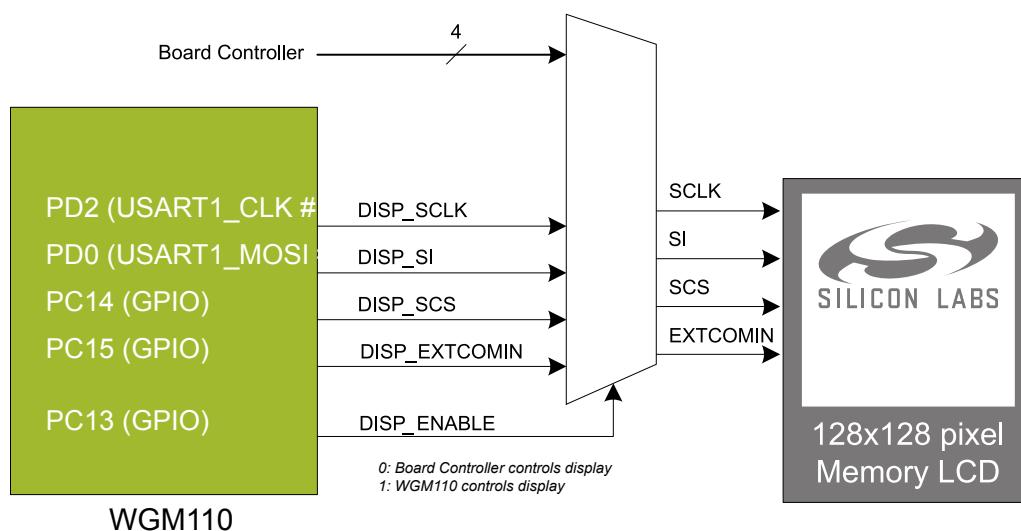 4
Board Controller
PD2 (USART1_CLK #
DISP_SCLK
SCLK
PD0 (USART1_MOSI
DISP_SI
SI
PC14 (GPIO)
DISP_SCS
SCS
SILICON LABS
PC15 (GPIO)
DISP_EXTCOMIN
EXTCOMIN
PC13 (GPIO)
DISP_ENABLE
128x128 pixel
Memory LCD
0: Board Controller controls display
1: WGM110 controls display
WGM110